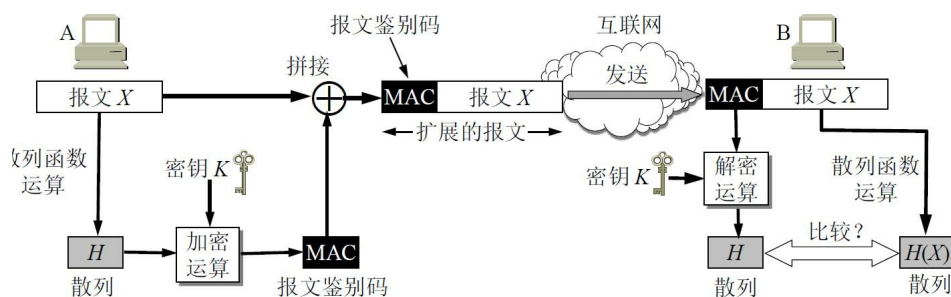 A
报文 X
散列函数
运算
H
散列
密钥 K
加密
运算
MAC
报文鉴别码
拼接
报文鉴别码
MAC
报文 X
扩展的报文
互联网
发送
B
MAC
报文 X
密钥 K
解密
运算
H
散列
散列函数
运算
比较？
H(X)
散列